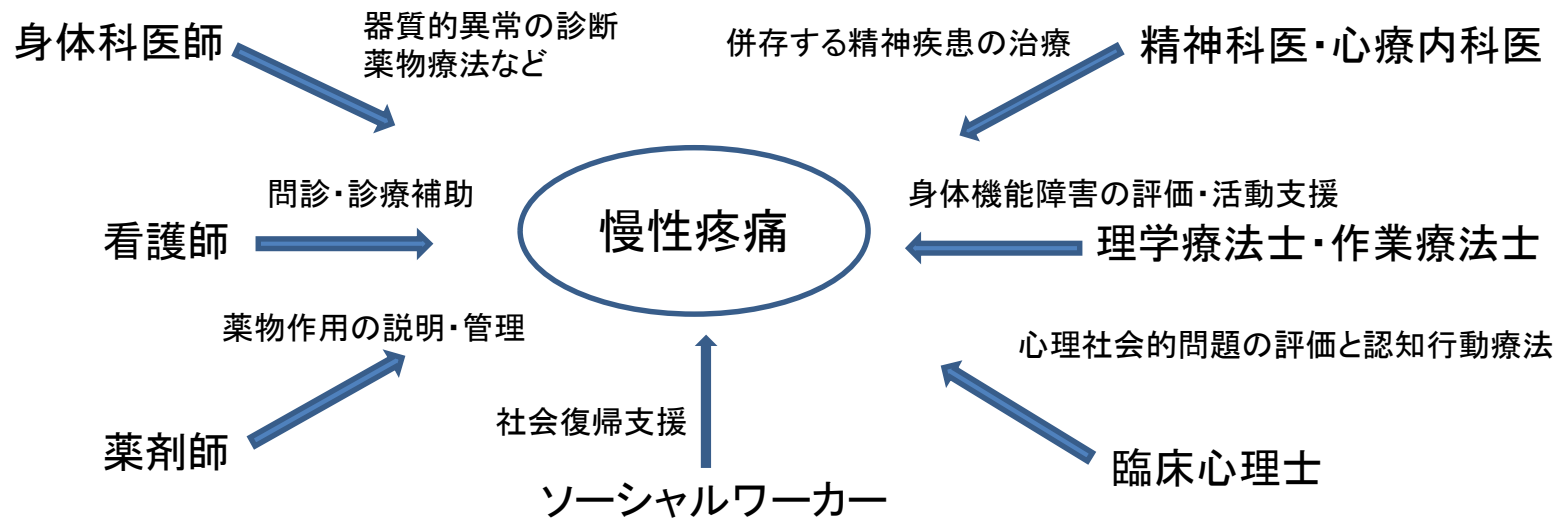 身体科医師
器質的異常の診断
薬物療法など
併存する精神疾患の治療
精神科医・心療内科医
問診・診療補助
看護師
慢性疼痛
身体機能障害の評価・活動支援
理学療法士・作業療法士
薬物作用の説明・管理
薬剤師
社会復帰支援
ソーシャルワーカー
心理社会的問題の評価と認知行動療法
臨床心理士